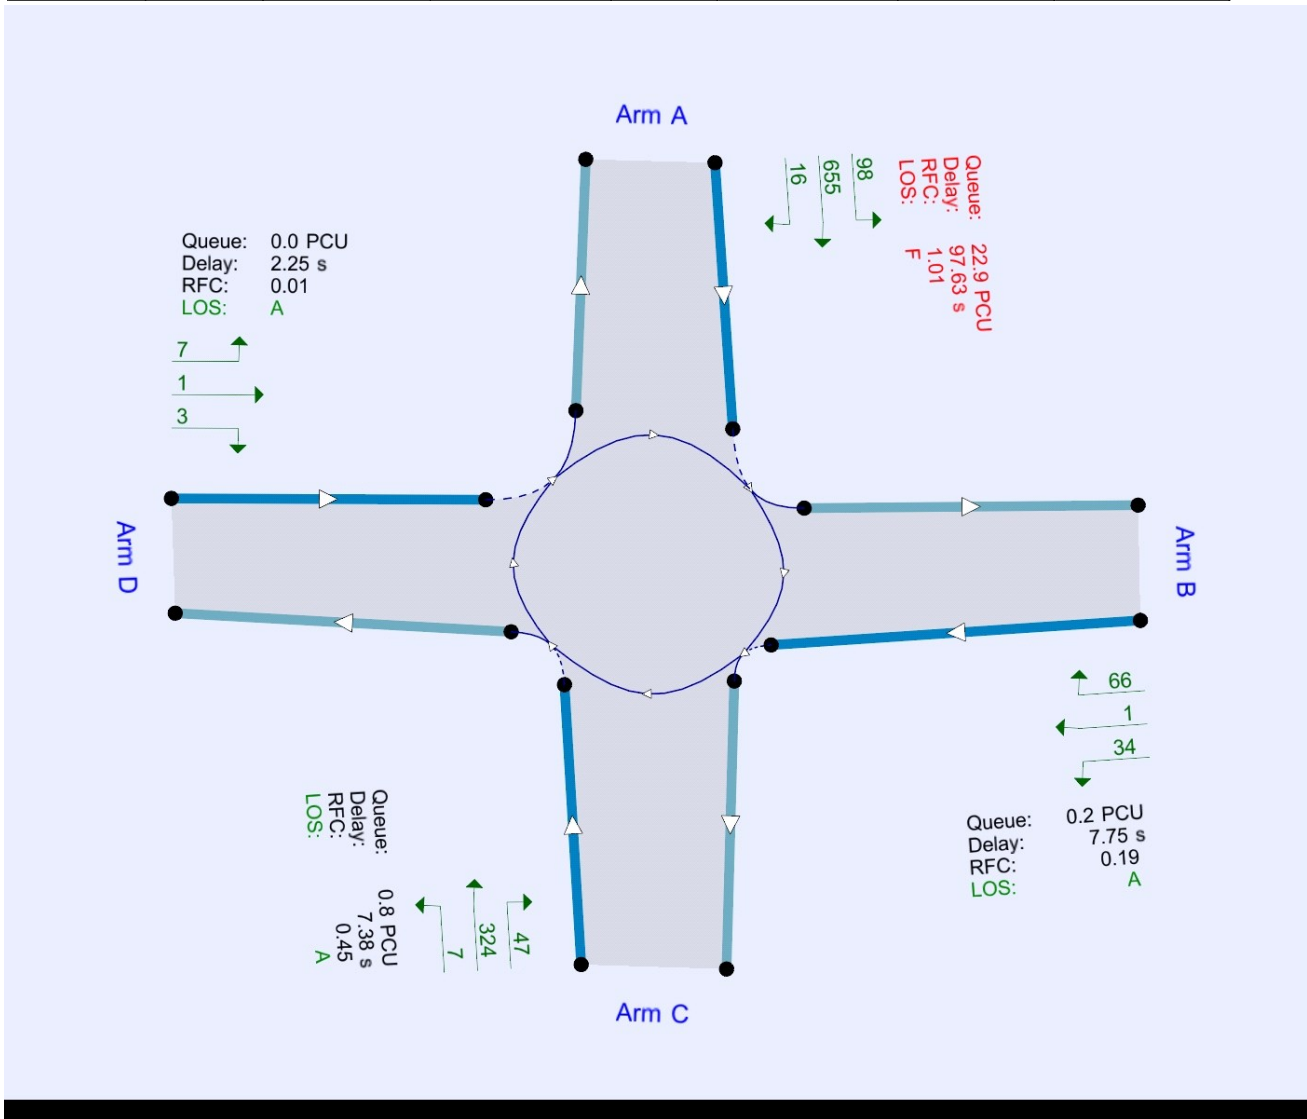 Arm A
16
655
98
Queue: 22.9 PCU
Delay: 97.63 s
RFC: 1.01
LOS: F
Queue: 0.0 PCU
Delay: 2.25 s
RFC: 0.01
LOS: A
7
1
3
Arm D
Arm B
66
1
34
Queue: 0.2 PCU
Delay: 7.75 s
RFC: 0.19
LOS: A
Queue: 0.8 PCU
Delay: 7.38 s
RFC: 0.45
LOS: A
7
324
47
Arm C